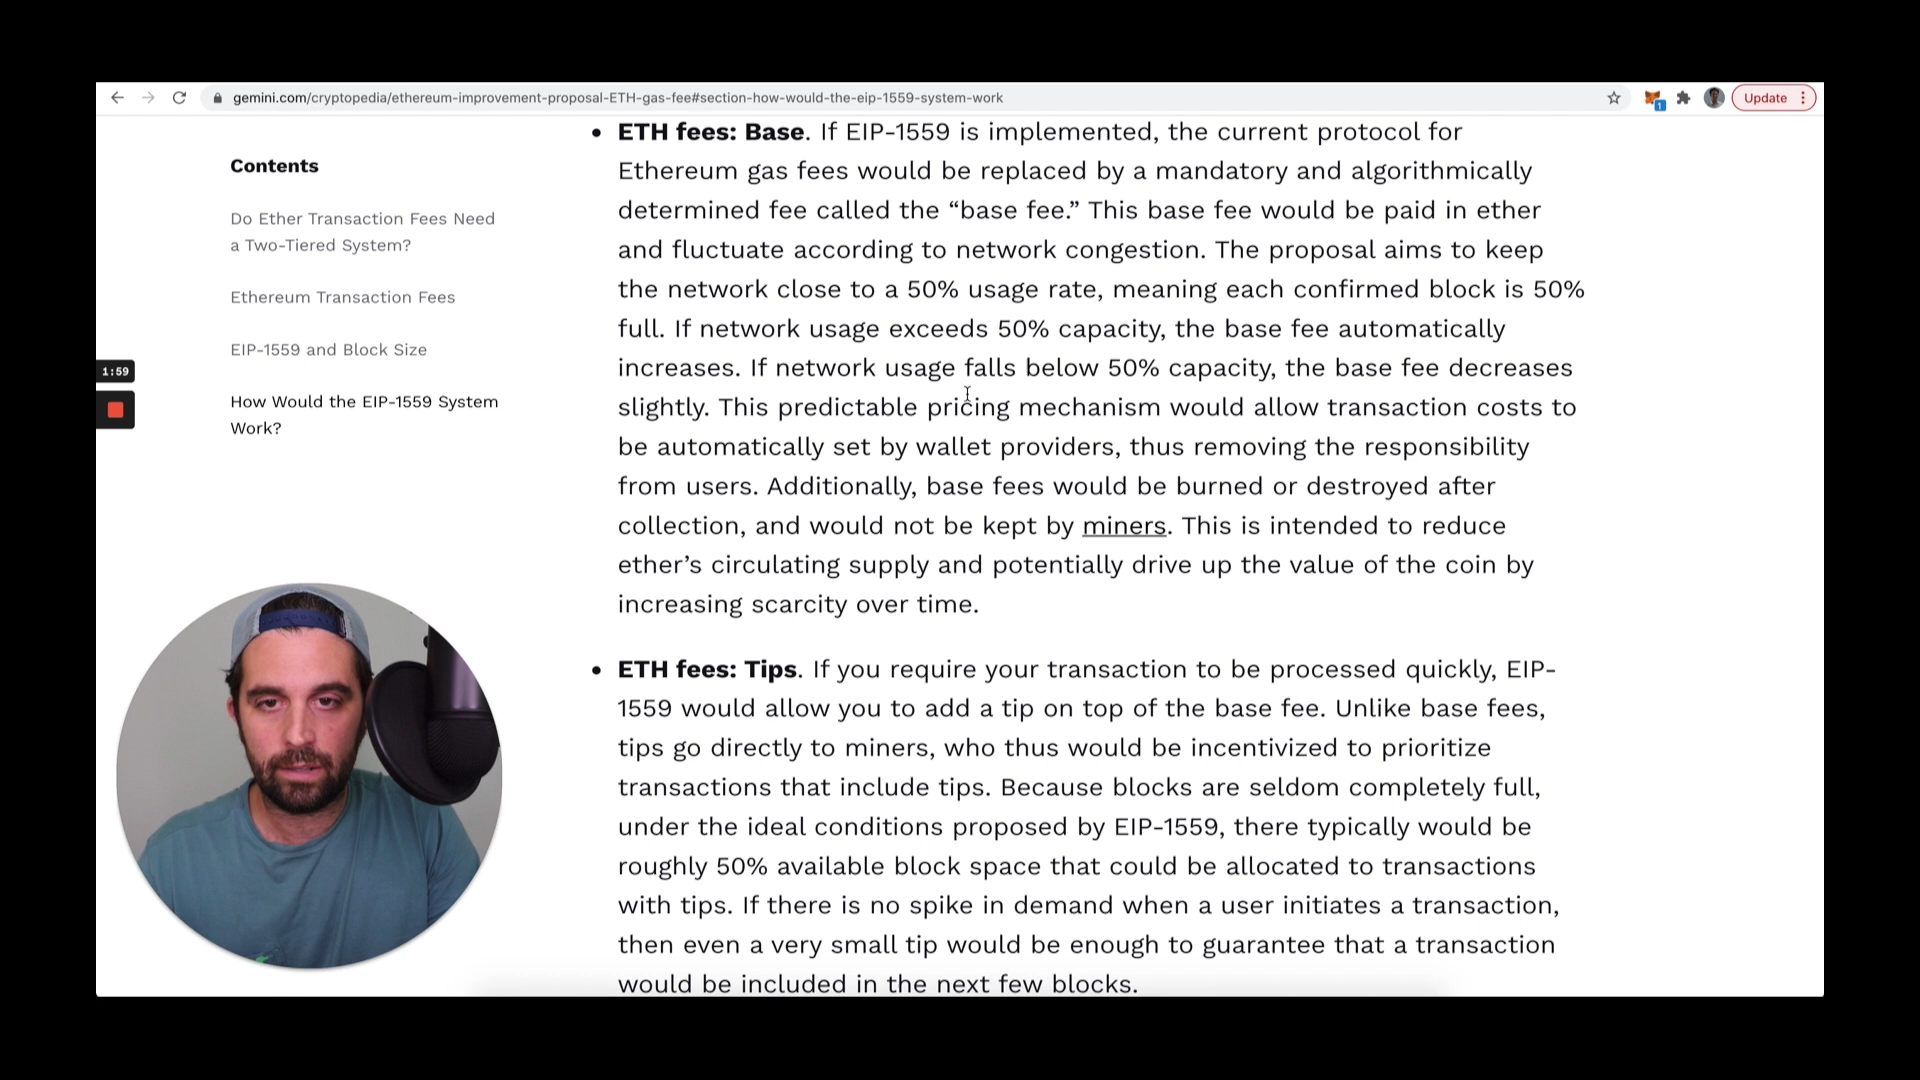 gemini.com/cryptopedia/ethereum-improvement-proposal-ETH-gas-fee#section-how-would-the-eip-1559-system-work
1
Update
Contents
Do Ether Transaction Fees Need
a Two-Tiered System?
Ethereum Transaction Fees
EIP-1559 and Block Size
How Would the EIP-1559 System
Work?
1:59
• ETH fees: Base. If EIP-1559 is implemented, the current protocol for
Ethereum gas fees would be replaced by a mandatory and algorithmically
determined fee called the “base fee.” This base fee would be paid in ether
and fluctuate according to network congestion. The proposal aims to keep
the network close to a 50% usage rate, meaning each confirmed block is 50%
full. If network usage exceeds 50% capacity, the base fee automatically
increases. If network usage falls below 50% capacity, the base fee decreases
slightly. This predictable pricing mechanism would allow transaction costs to
be automatically set by wallet providers, thus removing the responsibility
from users. Additionally, base fees would be burned or destroyed after
collection, and would not be kept by miners. This is intended to reduce
ether’s circulating supply and potentially drive up the value of the coin by
increasing scarcity over time.
• ETH fees: Tips. If you require your transaction to be processed quickly, EIP-
1559 would allow you to add a tip on top of the base fee. Unlike base fees,
tips go directly to miners, who thus would be incentivized to prioritize
transactions that include tips. Because blocks are seldom completely full,
under the ideal conditions proposed by EIP-1559, there typically would be
roughly 50% available block space that could be allocated to transactions
with tips. If there is no spike in demand when a user initiates a transaction,
then even a very small tip would be enough to guarantee that a transaction
would be included in the next few blocks.